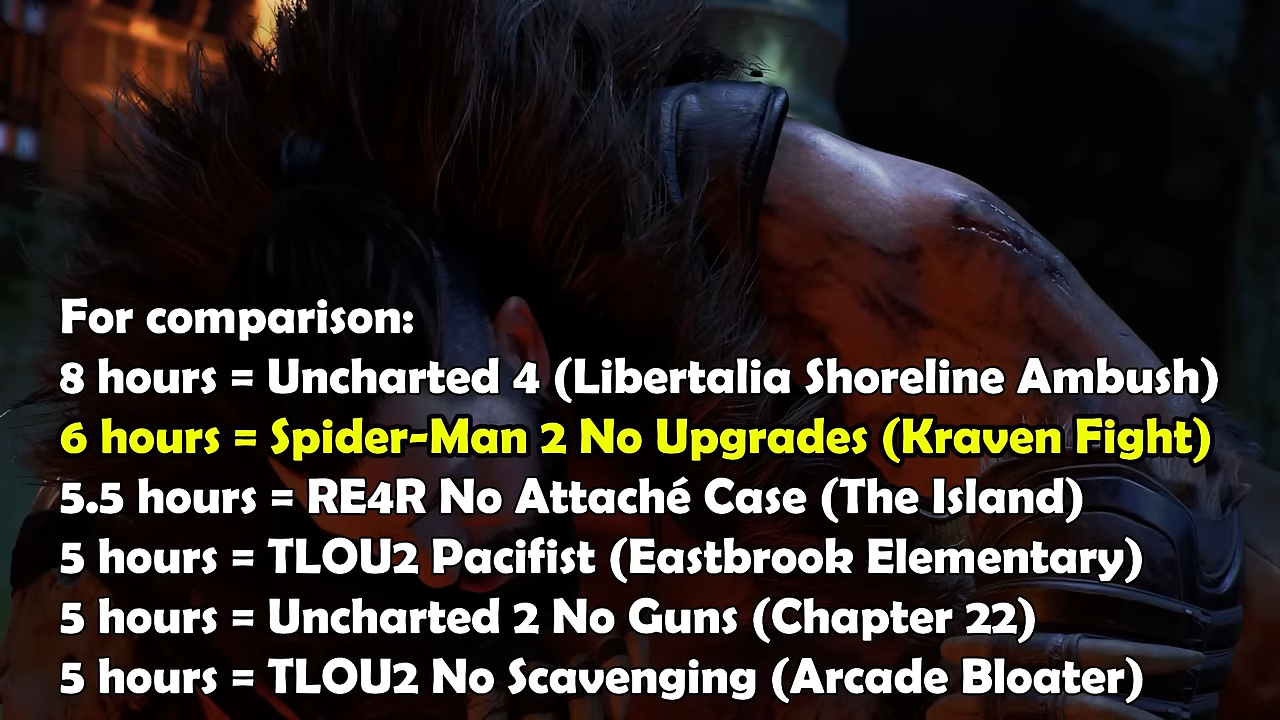 For comparison:
8 hours = Uncharted 4 (Libertalia Shoreline Ambush)
6 hours = Spider-Man 2 No Upgrades (Kraven Fight)
5.5 hours = RE4R No Attaché Case (The Island)
5 hours = TLOU2 Pacifist (Eastbrook Elementary)
5 hours = Uncharted 2 No Guns (Chapter 22)
5 hours = TLOU2 No Scavenging (Arcade Bloater)